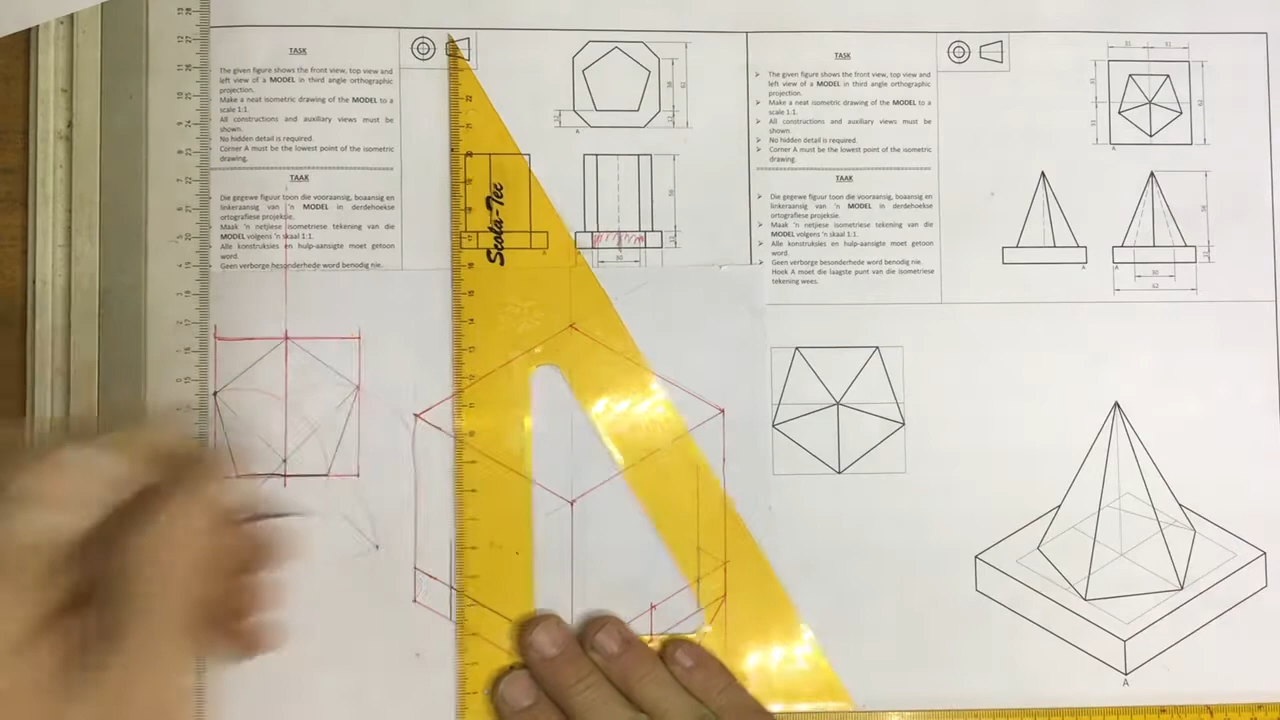 TASK
The given figure shows the front view, top view and
left view of a MODEL in third angle orthographic
projection.
Make a neat isometric drawing of the MODEL to a
scale 1:1.
All constructions and auxiliary views must be
shown.
No hidden detail is required.
Corner A must be the lowest point of the isometric
drawing.
TAAK
Die gegewe figuur toon die vooraansig, boaansig en
linkeraansig van 'n MODEL in derdehoekse
ortografiese projeksie.
Maak 'n netjiese isometriese tekening van die
MODEL volgens 'n skaal 1:1.
Alle konstruksies en hulp-aansigte moet getoon
word.
Geen verborge besonderhede word benodig nie.
A
Scola-Tec
A
TASK
➢ The given figure shows the front view, top view and
left view of a MODEL in third angle orthographic
projection.
➢ Make a neat isometric drawing of the MODEL to a
scale 1:1.
➢ All constructions and auxiliary views must be
shown.
➢ No hidden detail is required.
➢ Corner A must be the lowest point of the isometric
drawing.
TAAK
➢ Die gegewe figuur toon die vooraansig, boaansig en
linkeraansig van 'n MODEL in derdehoekse
ortografiese projeksie.
➢ Maak 'n netjiese isometriese tekening van die
MODEL volgens 'n skaal 1:1.
➢ Alle konstruksies en hulp-aansigte moet getoon
word.
➢ Geen verborge besonderhede word benodig nie.
➢ Hoek A moet die laagste punt van die isometriese
tekening wees.
31 31
62
A
A
A
62
A